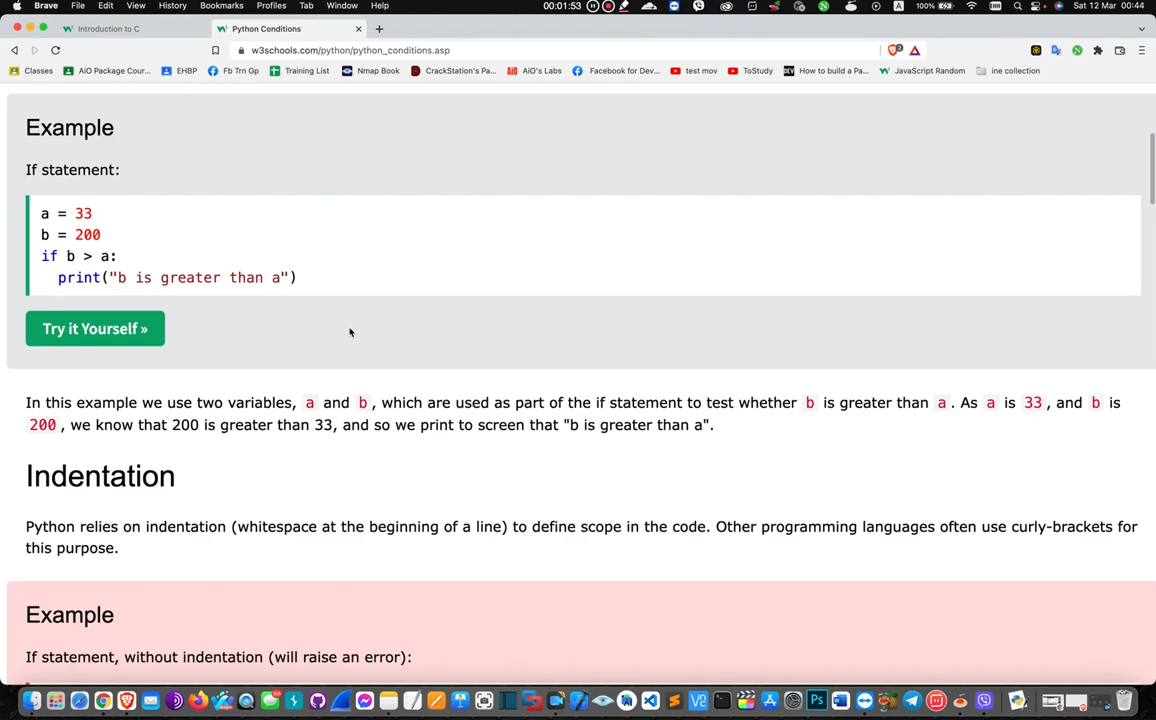 Brave File Edit View History Bookmarks Profiles Tab Window Help 00:01:53 100% Sat 12 Mar 00:44
Introduction to C Python Conditions
w3schools.com/python/python_conditions.asp
Classes AiO Package Cour... EHBP Fb Trn Gp Training List Nmap Book CrackStation's Pa... AiO's Labs Facebook for Dev... test mov ToStudy How to build a Pa... JavaScript Random ine collection
Example
If statement:
a = 33
b = 200
if b > a:
print("b is greater than a")
Try it Yourself »
In this example we use two variables, a and b, which are used as part of the if statement to test whether b is greater than a. As a is 33, and b is
200, we know that 200 is greater than 33, and so we print to screen that "b is greater than a".
Indentation
Python relies on indentation (whitespace at the beginning of a line) to define scope in the code. Other programming languages often use curly-brackets for
this purpose.
Example
If statement, without indentation (will raise an error):